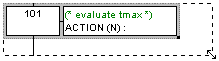 101
(* evaluate tmax *)
ACTION (N) :